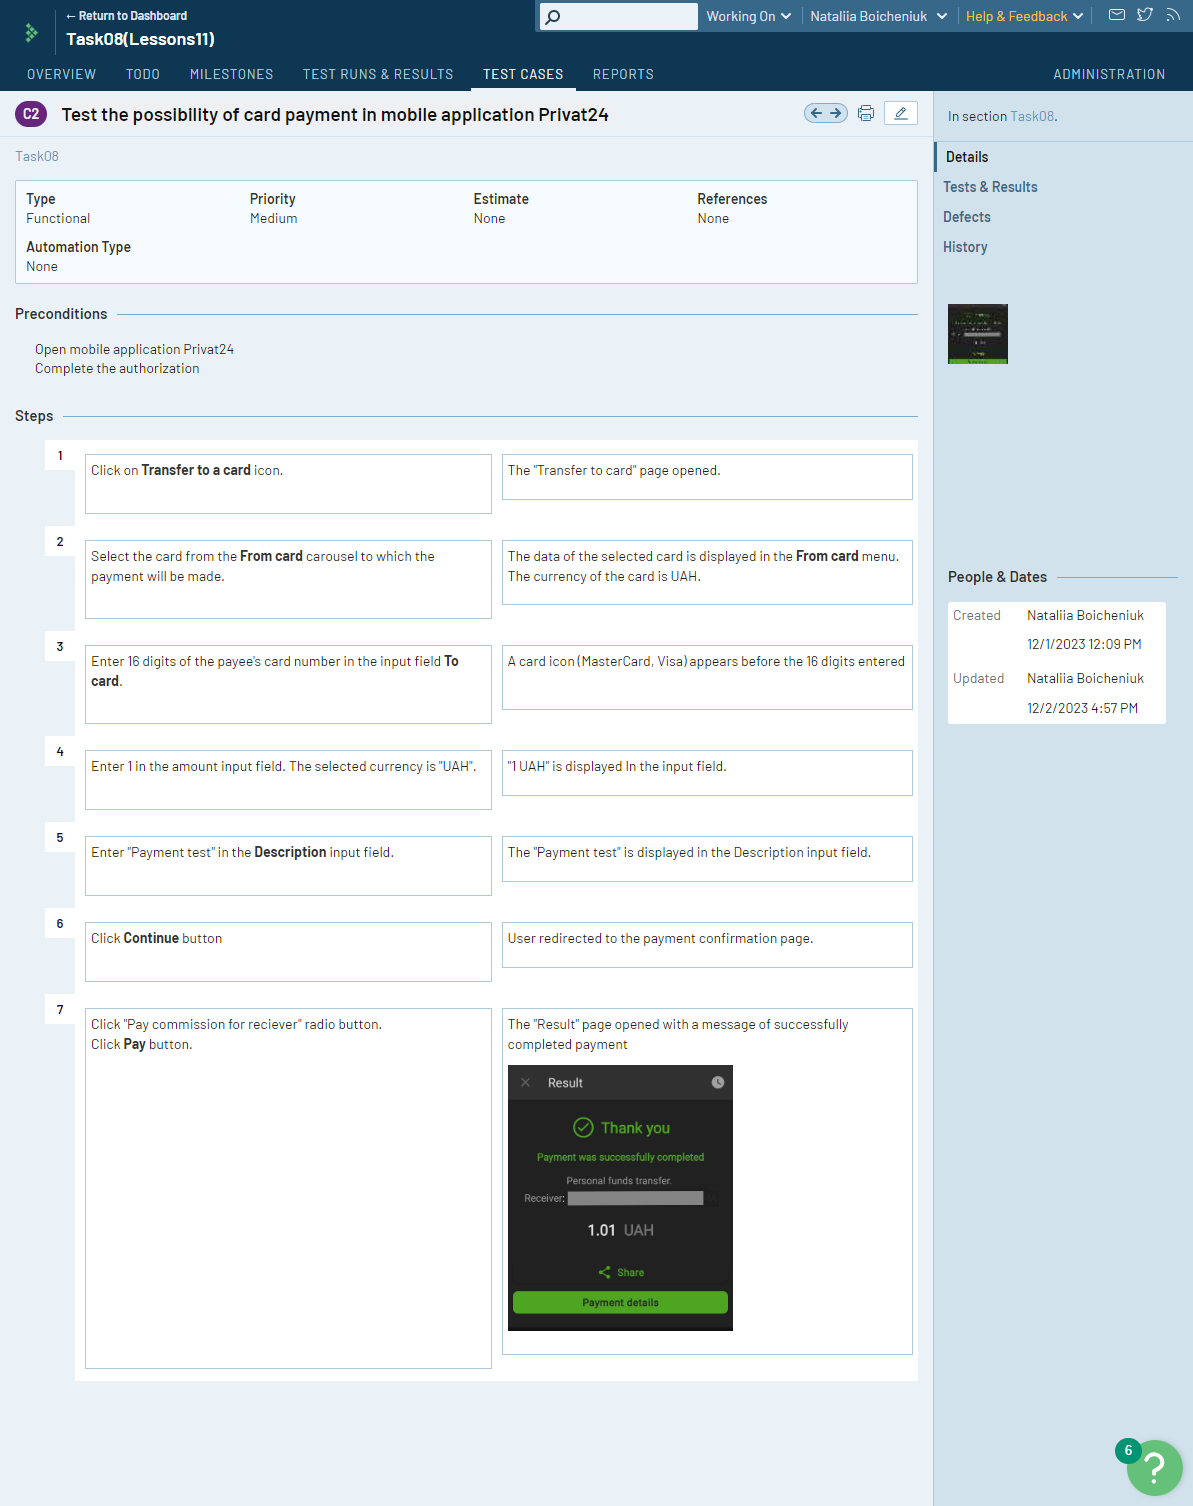 ← Return to Dashboard
Task08(Lessons11)
Working On
Nataliia Boicheniuk
Help & Feedback
OVERVIEW
TODO
MILESTONES
TEST RUNS & RESULTS
TEST CASES
REPORTS
ADMINISTRATION
C2
Test the possibility of card payment in mobile application Privat24
In section Task08.
Task08
Details
Tests & Results
Defects
History
Type
Functional
Priority
Medium
Estimate
None
References
None
Automation Type
None
Preconditions
Open mobile application Privat24
Complete the authorization
Steps
1
Click on Transfer to a card icon.
The "Transfer to card" page opened.
2
Select the card from the From card carousel to which the
payment will be made.
The data of the selected card is displayed in the From card menu.
The currency of the card is UAH.
People & Dates
Created
Nataliia Boicheniuk
12/1/2023 12:09 PM
Updated
Nataliia Boicheniuk
12/2/2023 4:57 PM
3
Enter 16 digits of the payee's card number in the input field To
card.
A card icon (MasterCard, Visa) appears before the 16 digits entered
4
Enter 1 in the amount input field. The selected currency is "UAH".
"1 UAH" is displayed In the input field.
5
Enter "Payment test" in the Description input field.
The "Payment test" is displayed in the Description input field.
6
Click Continue button
User redirected to the payment confirmation page.
7
Click "Pay commission for reciever" radio button.
Click Pay button.
The "Result" page opened with a message of successfully
completed payment
Result
Thank you
Payment was successfully completed
Personal funds transfer.
Receiver:
1.01 UAH
Share
Payment details
6
?